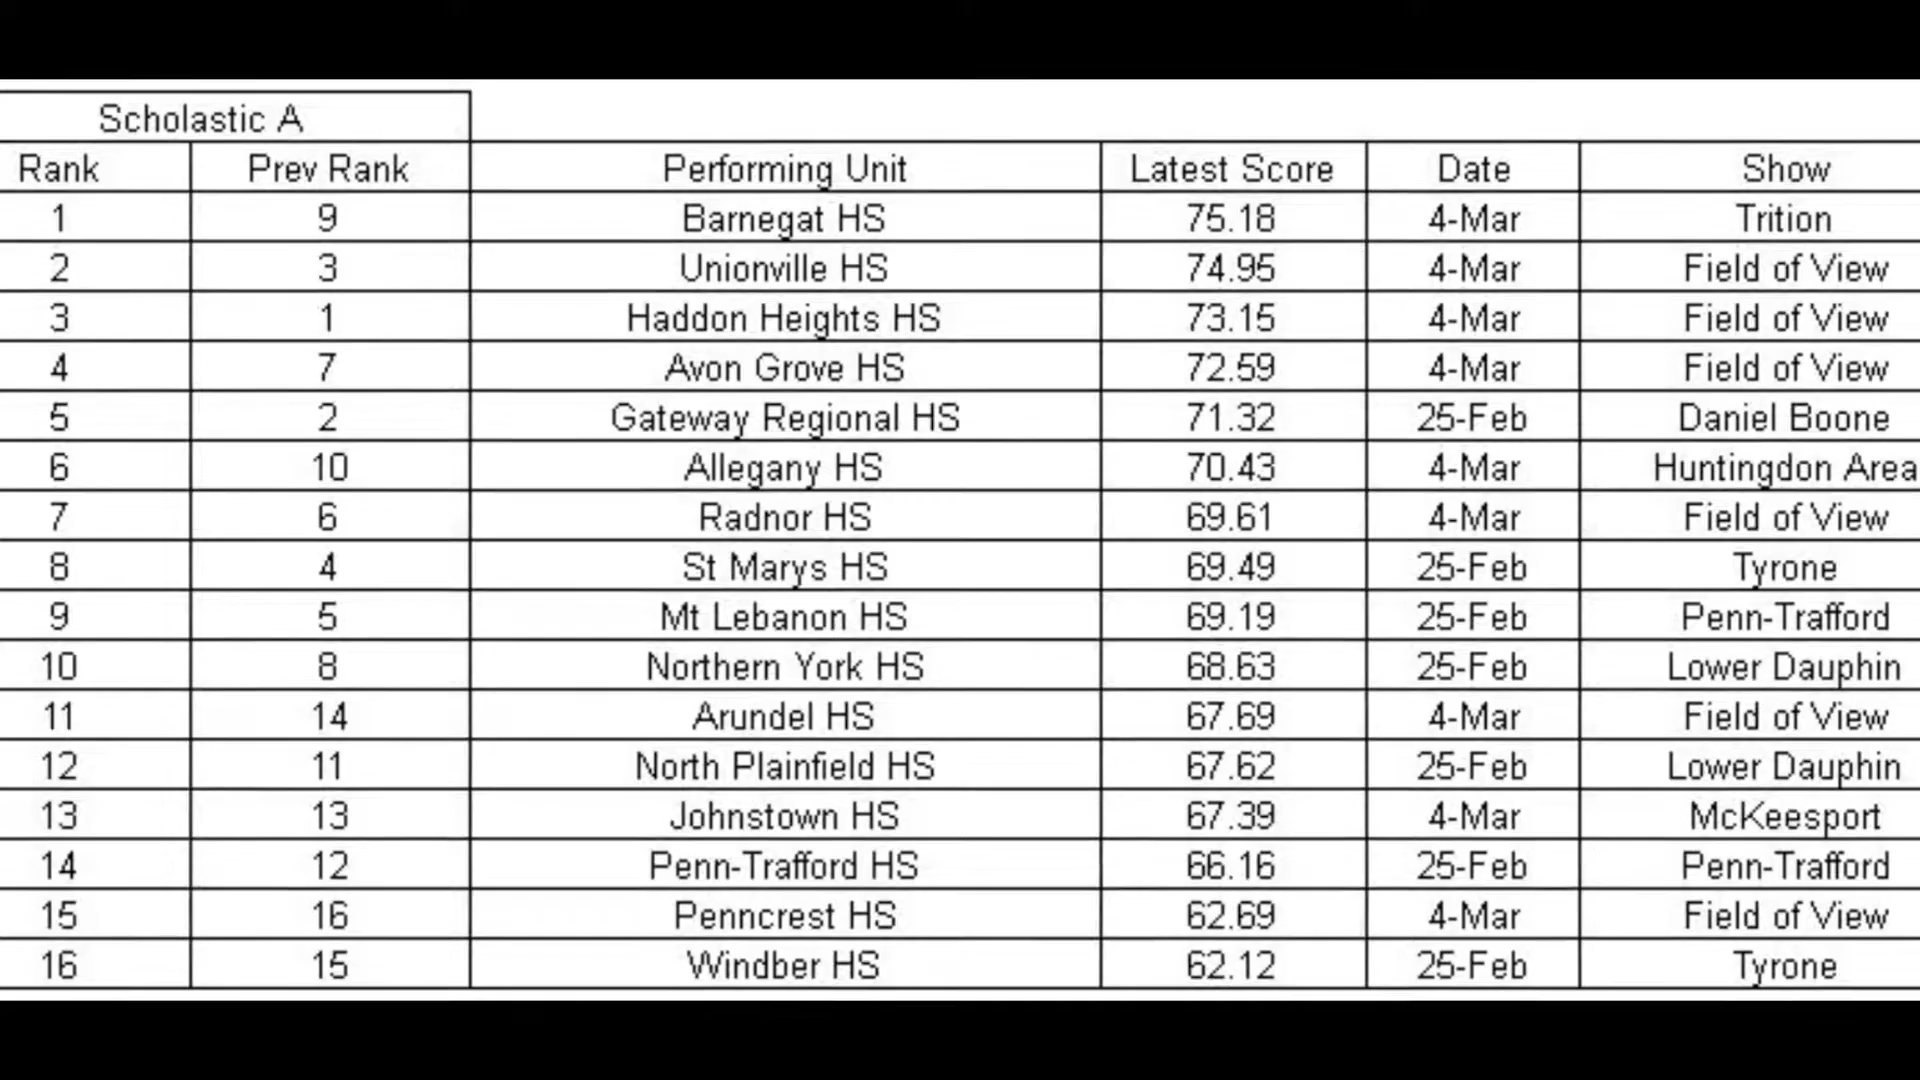 Scholastic A
Rank Prev Rank Performing Unit Latest Score Date Show
1 9 Barnegat HS 75.18 4-Mar Trition
2 3 Unionville HS 74.95 4-Mar Field of View
3 1 Haddon Heights HS 73.15 4-Mar Field of View
4 7 Avon Grove HS 72.59 4-Mar Field of View
5 2 Gateway Regional HS 71.32 25-Feb Daniel Boone
6 10 Allegany HS 70.43 4-Mar Huntingdon Area
7 6 Radnor HS 69.61 4-Mar Field of View
8 4 St Marys HS 69.49 25-Feb Tyrone
9 5 Mt Lebanon HS 69.19 25-Feb Penn-Trafford
10 8 Northern York HS 68.63 25-Feb Lower Dauphin
11 14 Arundel HS 67.69 4-Mar Field of View
12 11 North Plainfield HS 67.62 25-Feb Lower Dauphin
13 13 Johnstown HS 67.39 4-Mar McKeesport
14 12 Penn-Trafford HS 66.16 25-Feb Penn-Trafford
15 16 Penncrest HS 62.69 4-Mar Field of View
16 15 Windber HS 62.12 25-Feb Tyrone